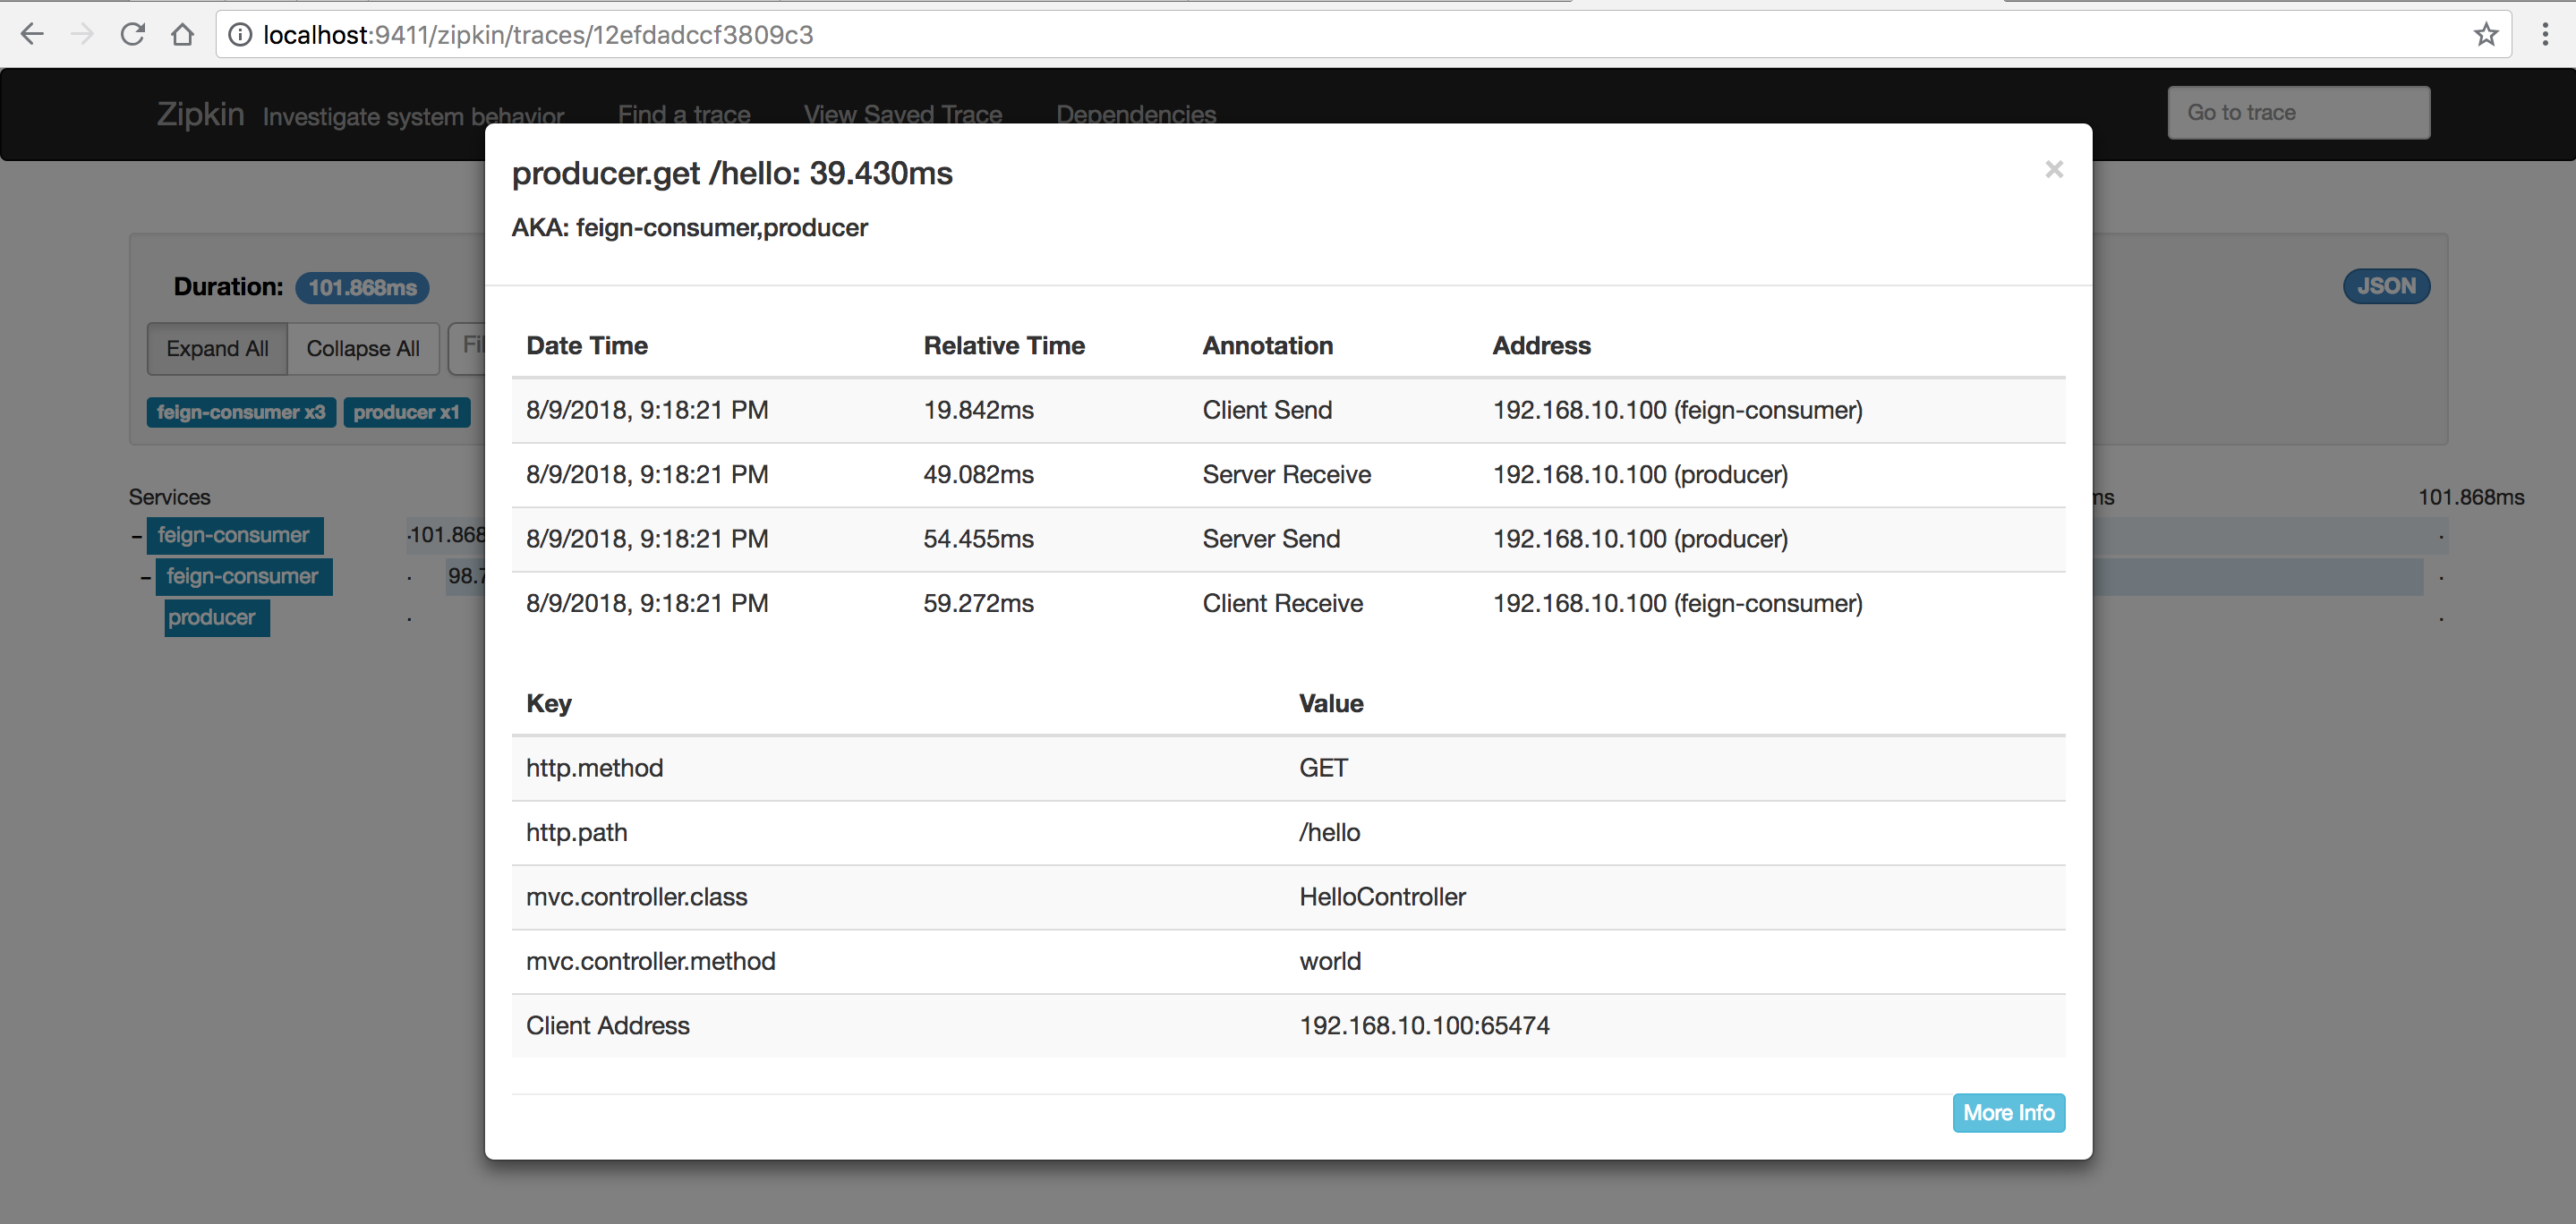 localhost:9411/zipkin/traces/12efdadccf3809c3
Zipkin Investigate system behavior Find a trace View Saved Trace Dependencies Go to trace
producer.get /hello: 39.430ms ×
AKA: feign-consumer,producer
Duration: 101.868ms JSON
Expand All Collapse All
feign-consumer x3 producer x1
Date Time Relative Time Annotation Address
8/9/2018, 9:18:21 PM 19.842ms Client Send 192.168.10.100 (feign-consumer)
8/9/2018, 9:18:21 PM 49.082ms Server Receive 192.168.10.100 (producer)
8/9/2018, 9:18:21 PM 54.455ms Server Send 192.168.10.100 (producer)
8/9/2018, 9:18:21 PM 59.272ms Client Receive 192.168.10.100 (feign-consumer)
Services ms 101.868ms
feign-consumer 101.868
feign-consumer 98.7
producer
Key Value
http.method GET
http.path /hello
mvc.controller.class HelloController
mvc.controller.method world
Client Address 192.168.10.100:65474
More Info